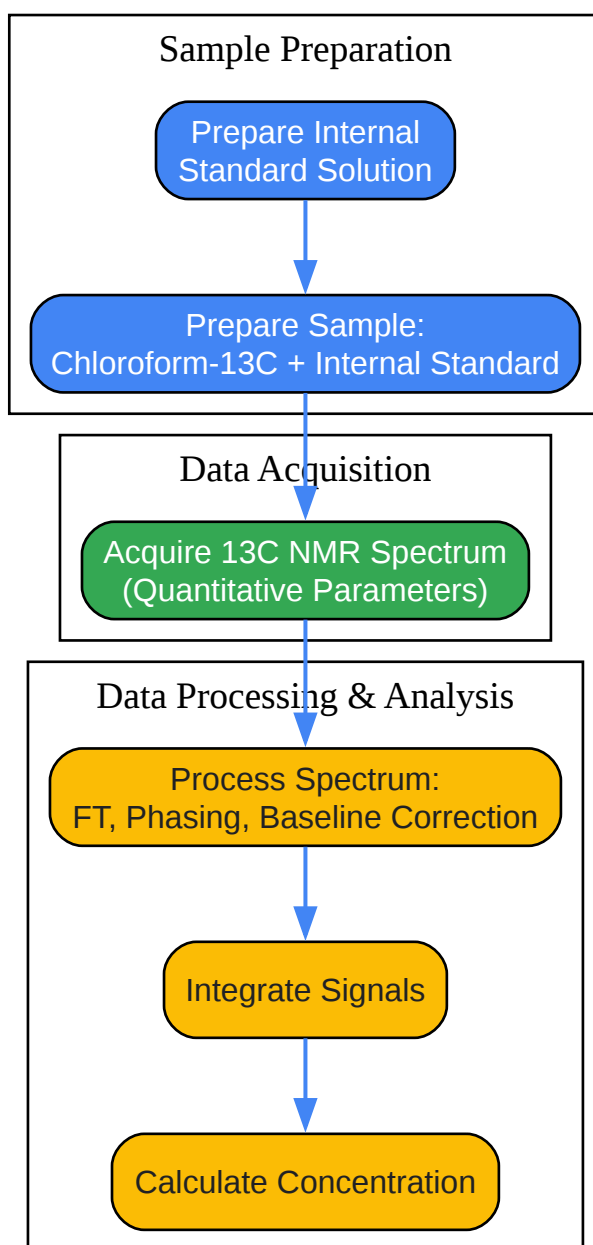 Sample Preparation
Prepare Internal
Standard Solution
Prepare Sample:
Chloroform-13C + Internal Standard
Data Acquisition
Acquire 13C NMR Spectrum
(Quantitative Parameters)
Data Processing & Analysis
Process Spectrum:
FT, Phasing, Baseline Correction
Integrate Signals
Calculate Concentration